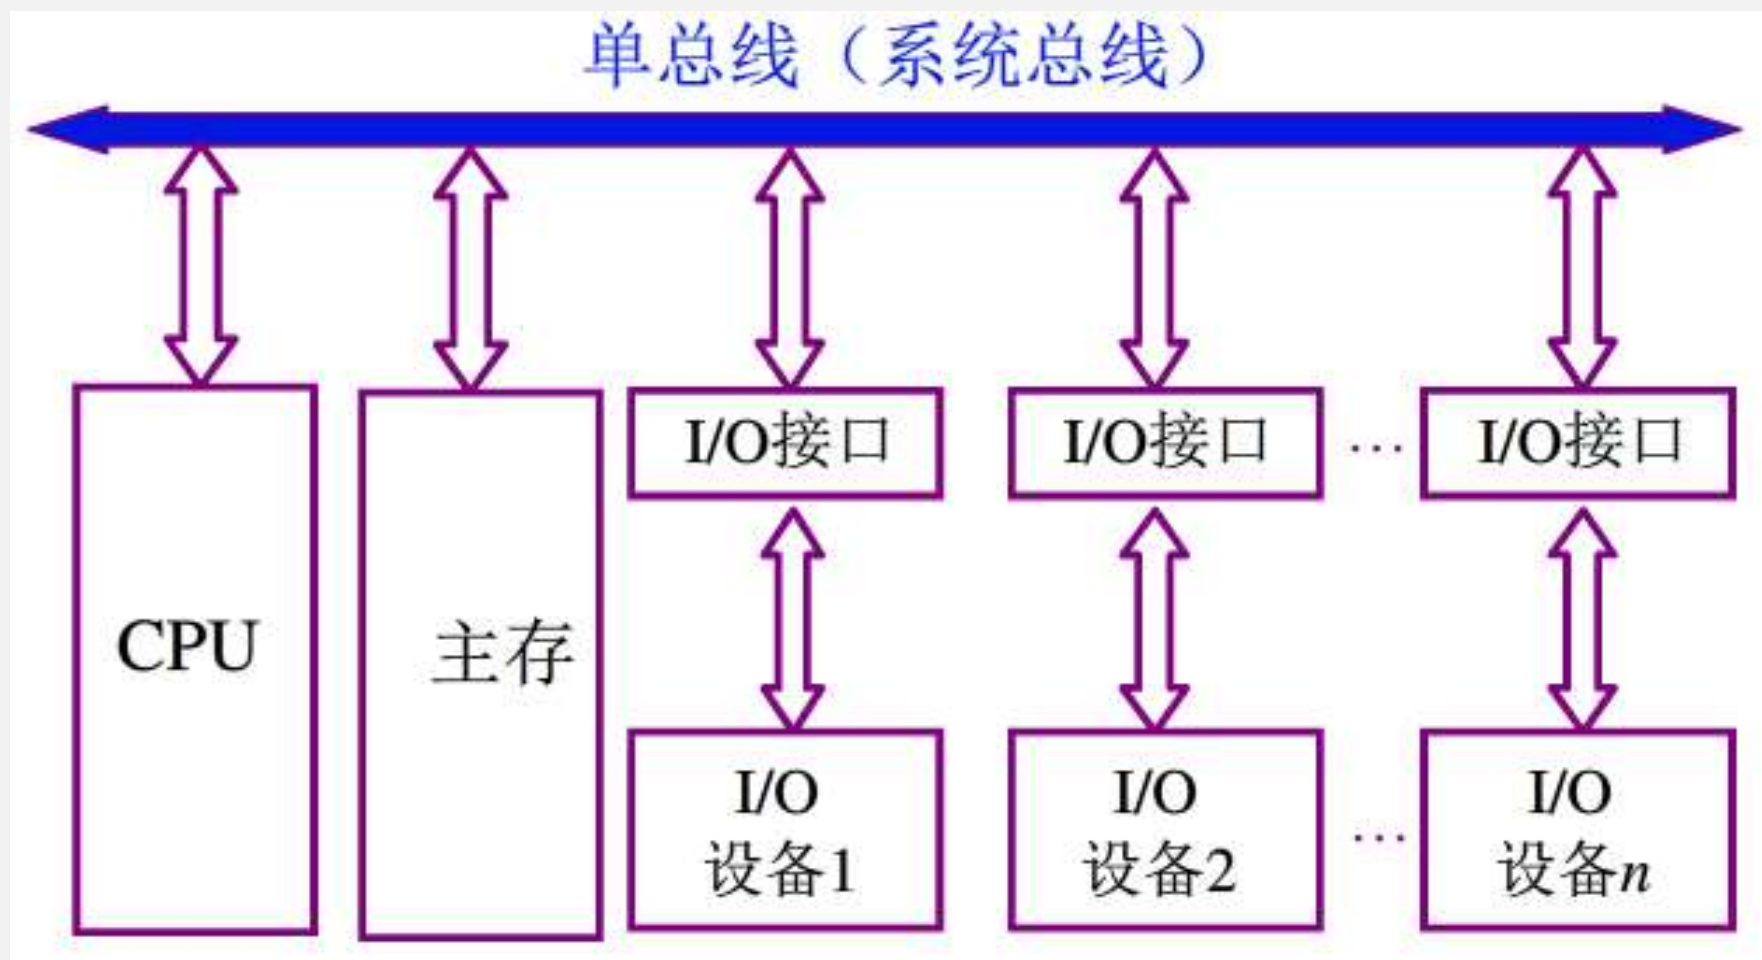 单总线（系统总线）
I/O接口
I/O接口
…
I/O接口
CPU
主存
I/O
设备1
I/O
设备2
…
I/O
设备n